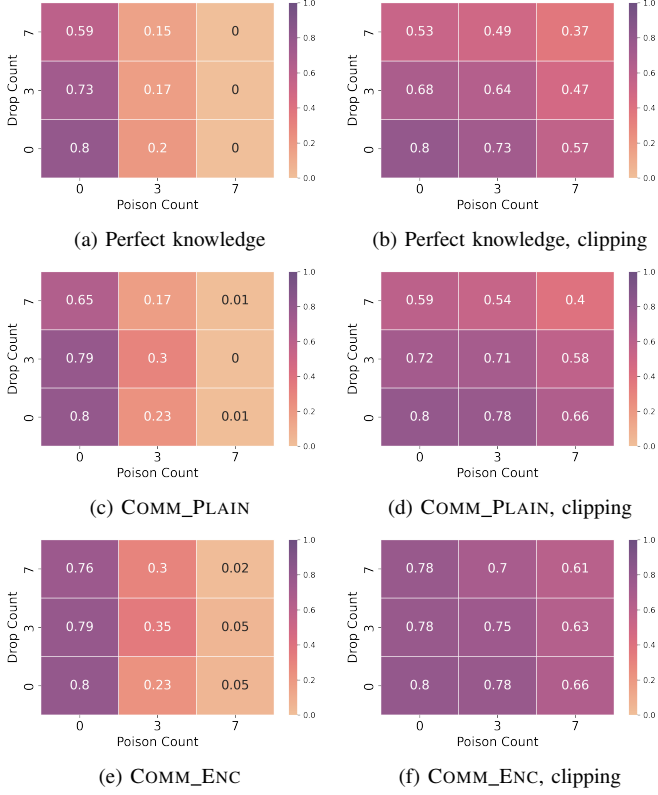 1.0
0.8
0.6
0.4
0.2
0.0
Drop Count
7 0.59 0.15 0
3 0.73 0.17 0
0 0.8 0.2 0
0 3 7
Poison Count
(a) Perfect knowledge
1.0
0.8
0.6
0.4
0.2
0.0
Drop Count
7 0.53 0.49 0.37
3 0.68 0.64 0.47
0 0.8 0.73 0.57
0 3 7
Poison Count
(b) Perfect knowledge, clipping
1.0
0.8
0.6
0.4
0.2
0.0
Drop Count
7 0.65 0.17 0.01
3 0.79 0.3 0
0 0.8 0.23 0.01
0 3 7
Poison Count
(c) COMM_PLAIN
1.0
0.8
0.6
0.4
0.2
0.0
Drop Count
7 0.59 0.54 0.4
3 0.72 0.71 0.58
0 0.8 0.78 0.66
0 3 7
Poison Count
(d) COMM_PLAIN, clipping
1.0
0.8
0.6
0.4
0.2
0.0
Drop Count
7 0.76 0.3 0.02
3 0.79 0.35 0.05
0 0.8 0.23 0.05
0 3 7
Poison Count
(e) COMM_ENC
1.0
0.8
0.6
0.4
0.2
0.0
Drop Count
7 0.78 0.7 0.61
3 0.78 0.75 0.63
0 0.8 0.78 0.66
0 3 7
Poison Count
(f) COMM_ENC, clipping